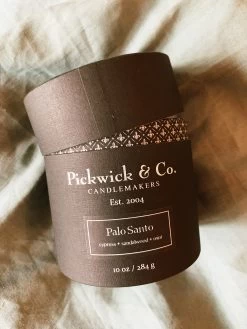 Pickwick & Co.
CANDLEMAKERS
Est. 2004
Palo Santo
cypress + sandalwood + mint
10 oz / 284 g